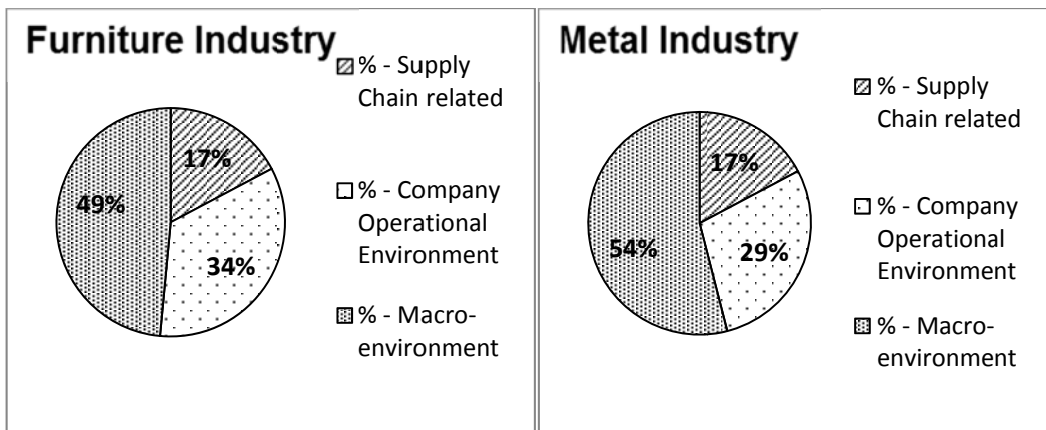 Furniture Industry
% - Supply
Chain related
17%
49%
% - Company
Operational
Environment
34%
% - Macro-
environment
Metal Industry
% - Supply
Chain related
17%
% - Company
Operational
Environment
54%
29%
% - Macro-
environment